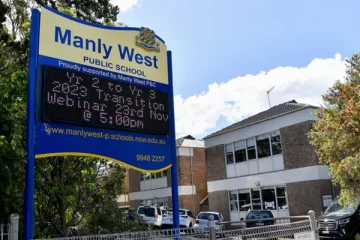 Manly West
PUBLIC SCHOOL
Proudly supported by Manly West P&C
Yr 2 to Yr 3
2023 Transition
Webinar 23rd Nov
@ 5:00pm
www.manlywest-p.schools.nsw.edu.au
9948 2257